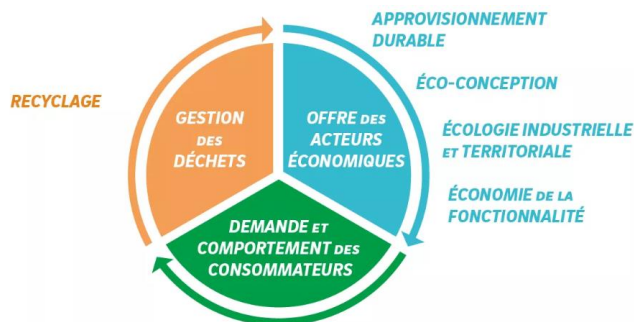 APPROVISIONNEMENT
DURABLE
ÉCO-CONCEPTION
ÉCOLOGIE INDUSTRIELLE
ET TERRITORIALE
ÉCONOMIE DE LA
FONCTIONNALITÉ
RECYCLAGE
GESTION
DES
DÉCHETS
OFFRE DES
ACTEURS
ÉCONOMIQUES
DEMANDE ET
COMPORTEMENT DES
CONSOMMATEURS